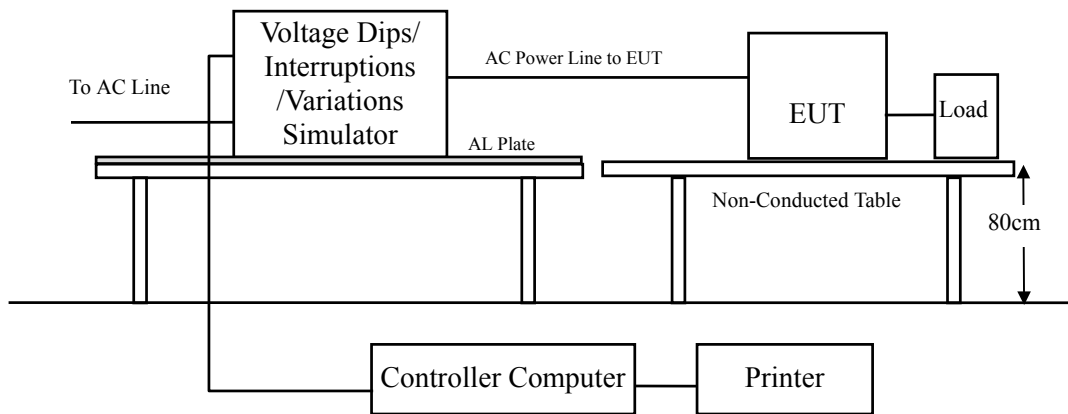 Voltage Dips/
Interruptions
/Variations
Simulator
To AC Line
AC Power Line to EUT
EUT
Load
AL Plate
Non-Conducted Table
80cm
Controller Computer
Printer